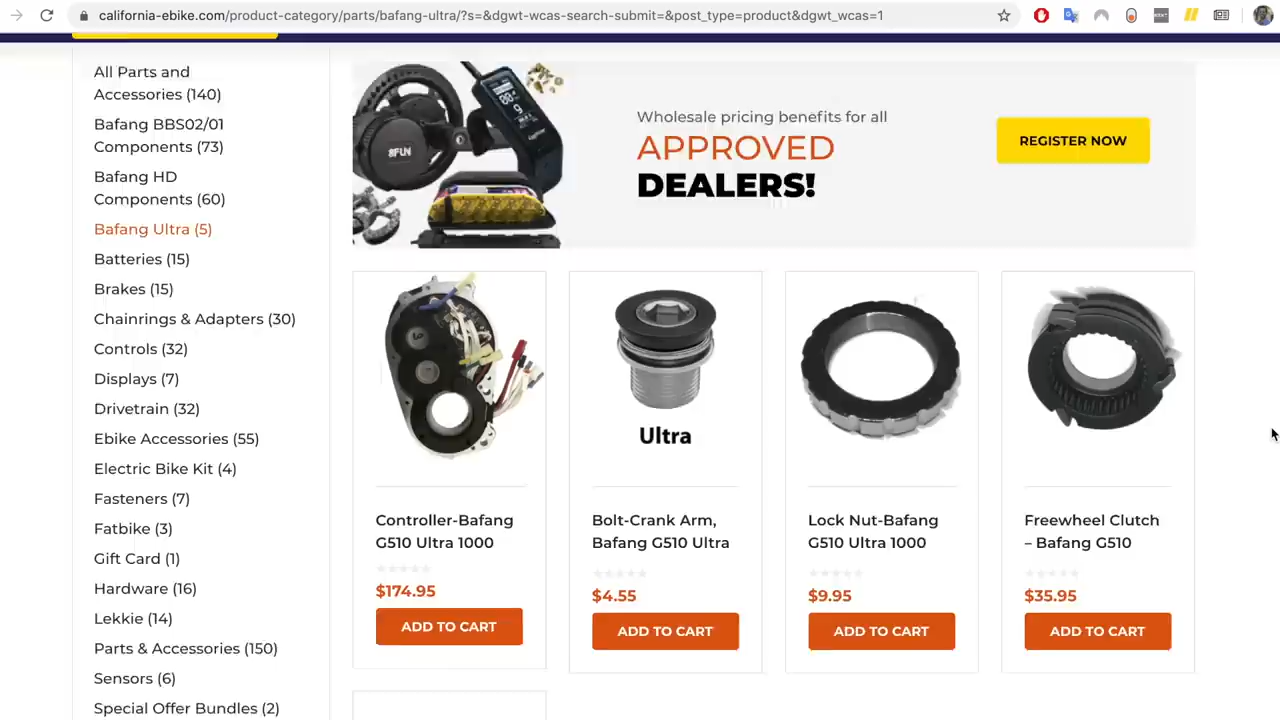 california-ebike.com/product-category/parts/bafang-ultra/?s=&dgwt-wcas-search-submit=&post_type=product&dgwt_wcas=1
All Parts and
Accessories (140)
Bafang BBS02/01
Components (73)
Bafang HD
Components (60)
Bafang Ultra (5)
Batteries (15)
Brakes (15)
Chainrings & Adapters (30)
Controls (32)
Displays (7)
Drivetrain (32)
Ebike Accessories (55)
Electric Bike Kit (4)
Fasteners (7)
Fatbike (3)
Gift Card (1)
Hardware (16)
Lekkie (14)
Parts & Accessories (150)
Sensors (6)
Special Offer Bundles (2)
Wholesale pricing benefits for all
APPROVED
DEALERS!
REGISTER NOW
Ultra
Controller-Bafang
G510 Ultra 1000
$174.95
ADD TO CART
Bolt-Crank Arm,
Bafang G510 Ultra
$4.55
ADD TO CART
Lock Nut-Bafang
G510 Ultra 1000
$9.95
ADD TO CART
Freewheel Clutch
– Bafang G510
$35.95
ADD TO CART